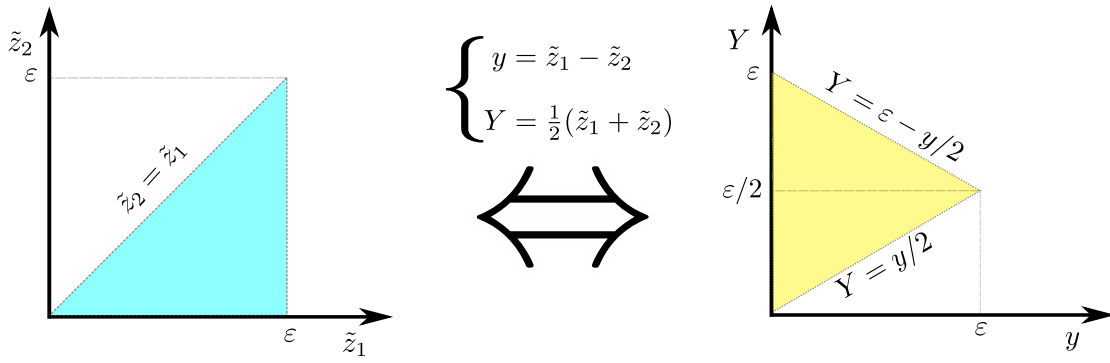 z̃₂
ε
z̃₂ = z̃₁
ε
z̃₁
y = z̃₁ − z̃₂
Y = ½(z̃₁ + z̃₂)
Y
ε
Y = ε − y/2
ε/2
Y = y/2
ε
y